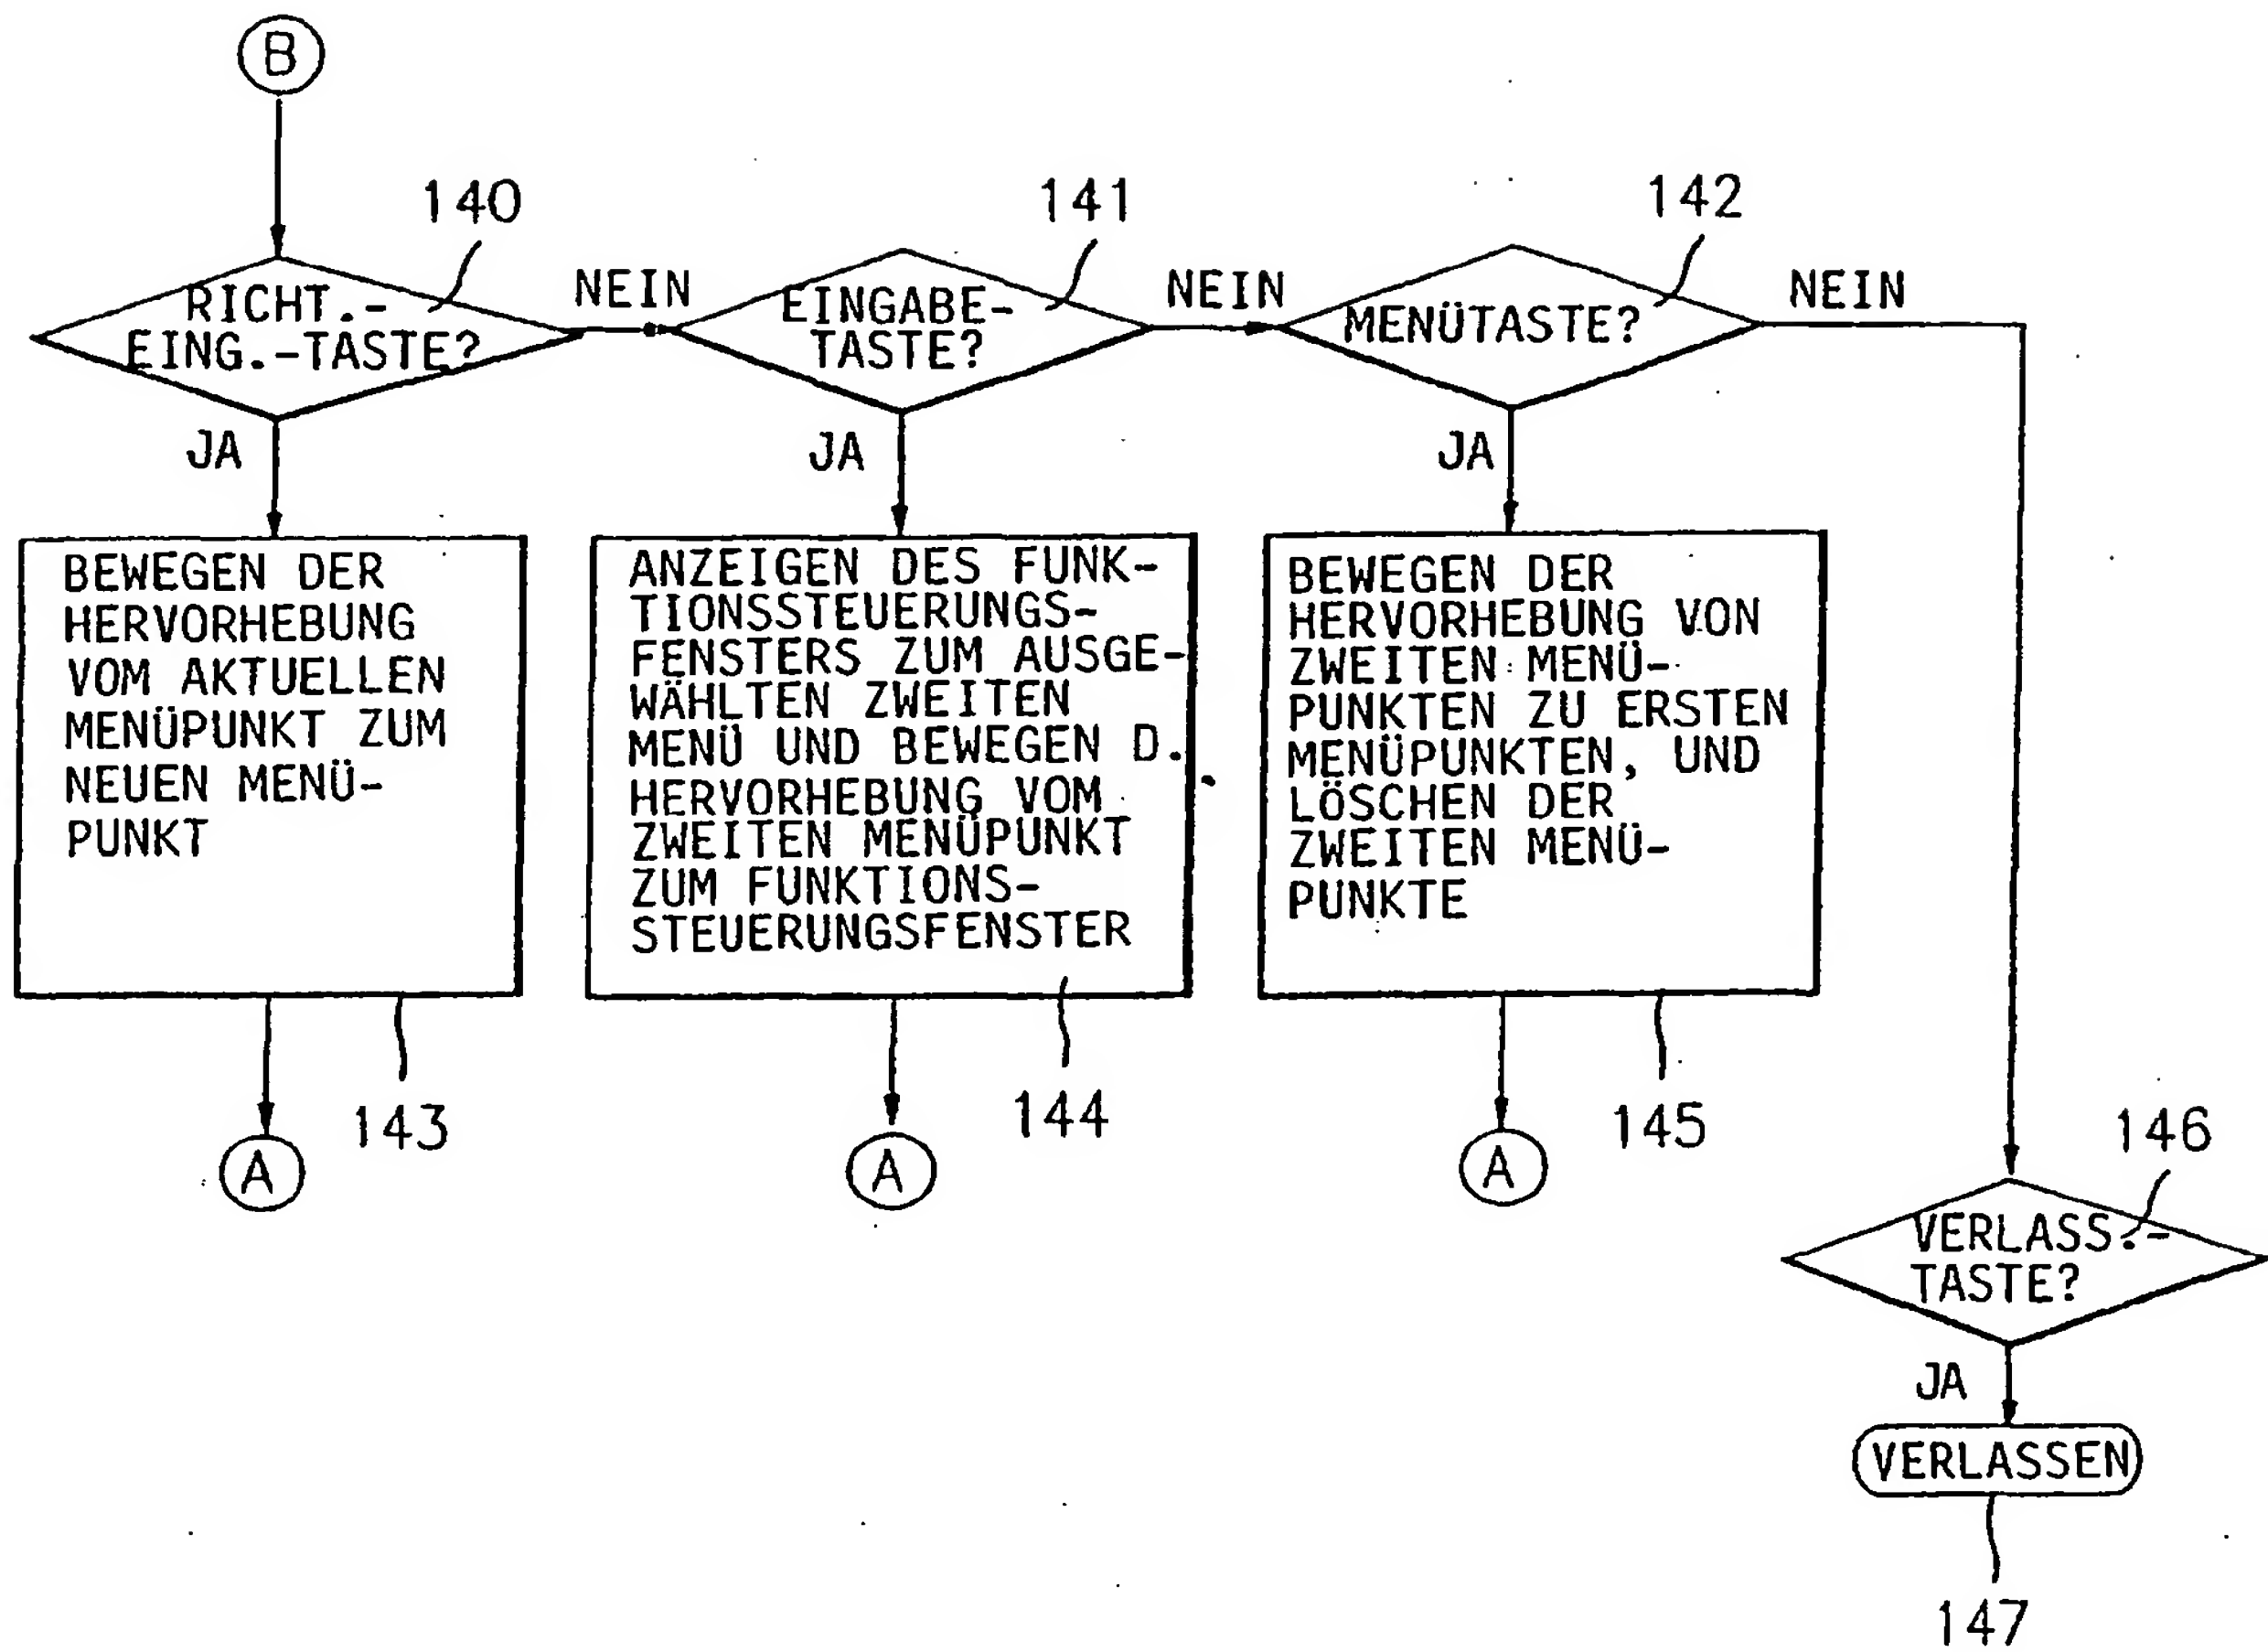 B
140
141
142
RICHT.-
EING.-TASTE?
NEIN
EINGABE-
TASTE?
NEIN
MENÜTASTE?
NEIN
JA
JA
JA
BEWEGEN DER
HERVORHEBUNG
VOM AKTUELLEN
MENÜPUNKT ZUM
NEUEN MENÜ-
PUNKT
ANZEIGEN DES FUNK-
TIONSSTEUERUNGS-
FENSTERS ZUM AUSGE-
WÄHLTEN ZWEITEN
MENÜ UND BEWEGEN D.
HERVORHEBUNG VOM
ZWEITEN MENÜPUNKT
ZUM FUNKTIONS-
STEUERUNGSFENSTER
BEWEGEN DER
HERVORHEBUNG VON
ZWEITEN MENÜ-
PUNKTEN ZU ERSTEN
MENÜPUNKTEN, UND
LÖSCHEN DER
ZWEITEN MENÜ-
PUNKTE
143
144
145
A
A
A
146
VERLASS.-
TASTE?
JA
VERLASSEN
147